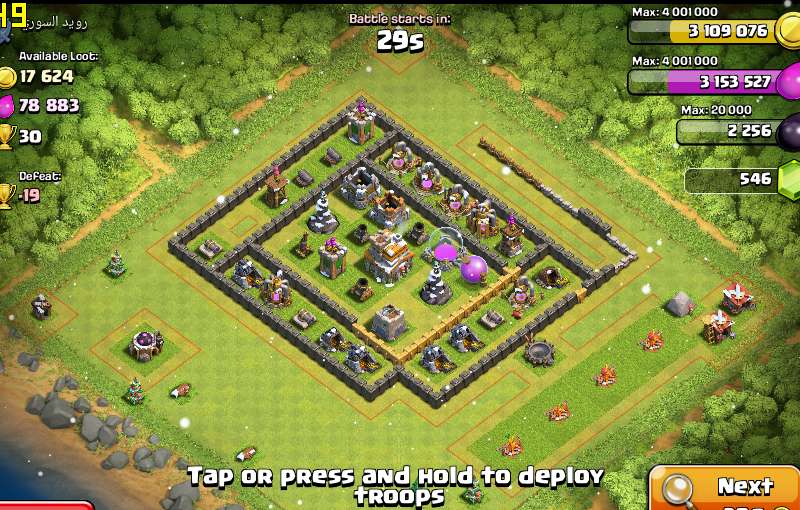 49
رويد السوري
Battle starts in:
29s
Max: 4 001 000
3 109 076
Max: 4 001 000
3 153 527
Max: 20 000
2 256
546
Available Loot:
17 624
78 883
30
Defeat:
-19
Tap or press and hold to deploy
troops
Next